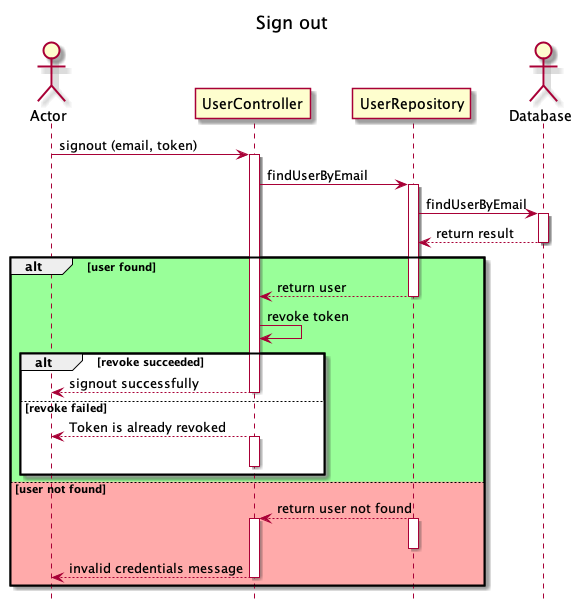 Sign out
Actor
UserController
UserRepository
Database
signout (email, token)
findUserByEmail
findUserByEmail
return result
alt [user found]
return user
revoke token
alt [revoke succeeded]
signout successfully
[revoke failed]
Token is already revoked
[user not found]
return user not found
invalid credentials message